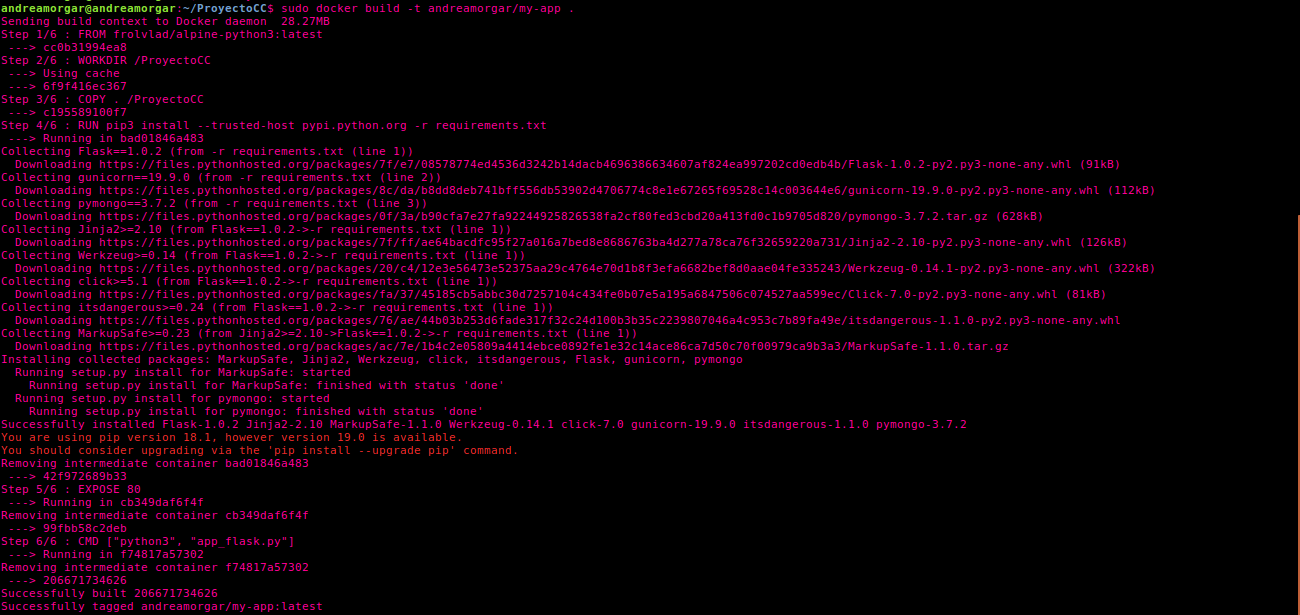 andreamorgar@andreamorgar:~/ProyectoCC$ sudo docker build -t andreamorgar/my-app .
Sending build context to Docker daemon  28.27MB
Step 1/6 : FROM frolvlad/alpine-python3:latest
 ---> cc0b31994ea8
Step 2/6 : WORKDIR /ProyectoCC
 ---> Using cache
 ---> 6f9f416ec367
Step 3/6 : COPY . /ProyectoCC
 ---> c195589100f7
Step 4/6 : RUN pip3 install --trusted-host pypi.python.org -r requirements.txt
 ---> Running in bad01846a483
Collecting Flask==1.0.2 (from -r requirements.txt (line 1))
  Downloading https://files.pythonhosted.org/packages/7f/e7/08578774ed4536d3242b14dacb4696386634607af824ea997202cd0edb4b/Flask-1.0.2-py2.py3-none-any.whl (91kB)
Collecting gunicorn==19.9.0 (from -r requirements.txt (line 2))
  Downloading https://files.pythonhosted.org/packages/8c/da/b8dd8deb741bff556db53902d4706774c8e1e67265f69528c14c003644e6/gunicorn-19.9.0-py2.py3-none-any.whl (112kB)
Collecting pymongo==3.7.2 (from -r requirements.txt (line 3))
  Downloading https://files.pythonhosted.org/packages/0f/3a/b90cfa7e27fa92244925826538fa2cf80fed3cbd20a413fd0c1b9705d820/pymongo-3.7.2.tar.gz (628kB)
Collecting Jinja2>=2.10 (from Flask==1.0.2->-r requirements.txt (line 1))
  Downloading https://files.pythonhosted.org/packages/7f/ff/ae64bacdfc95f27a016a7bed8e8686763ba4d277a78ca76f32659220a731/Jinja2-2.10-py2.py3-none-any.whl (126kB)
Collecting Werkzeug>=0.14 (from Flask==1.0.2->-r requirements.txt (line 1))
  Downloading https://files.pythonhosted.org/packages/20/c4/12e3e56473e52375aa29c4764e70d1b8f3efa6682bef8d0aae04fe335243/Werkzeug-0.14.1-py2.py3-none-any.whl (322kB)
Collecting click>=5.1 (from Flask==1.0.2->-r requirements.txt (line 1))
  Downloading https://files.pythonhosted.org/packages/fa/37/45185cb5abbc30d7257104c434fe0b07e5a195a6847506c074527aa599ec/Click-7.0-py2.py3-none-any.whl (81kB)
Collecting itsdangerous>=0.24 (from Flask==1.0.2->-r requirements.txt (line 1))
  Downloading https://files.pythonhosted.org/packages/76/ae/44b03b253d6fade317f32c24d100b3b35c2239807046a4c953c7b89fa49e/itsdangerous-1.1.0-py2.py3-none-any.whl
Collecting MarkupSafe>=0.23 (from Jinja2>=2.10->Flask==1.0.2->-r requirements.txt (line 1))
  Downloading https://files.pythonhosted.org/packages/ac/7e/1b4c2e05809a4414ebce0892fe1e32c14ace86ca7d50c70f00979ca9b3a3/MarkupSafe-1.1.0.tar.gz
Installing collected packages: MarkupSafe, Jinja2, Werkzeug, click, itsdangerous, Flask, gunicorn, pymongo
  Running setup.py install for MarkupSafe: started
    Running setup.py install for MarkupSafe: finished with status 'done'
  Running setup.py install for pymongo: started
    Running setup.py install for pymongo: finished with status 'done'
Successfully installed Flask-1.0.2 Jinja2-2.10 MarkupSafe-1.1.0 Werkzeug-0.14.1 click-7.0 gunicorn-19.9.0 itsdangerous-1.1.0 pymongo-3.7.2
You are using pip version 18.1, however version 19.0 is available.
You should consider upgrading via the 'pip install --upgrade pip' command.
Removing intermediate container bad01846a483
 ---> 42f972689b33
Step 5/6 : EXPOSE 80
 ---> Running in cb349daf6f4f
Removing intermediate container cb349daf6f4f
 ---> 99fbb58c2deb
Step 6/6 : CMD ["python3", "app_flask.py"]
 ---> Running in f74817a57302
Removing intermediate container f74817a57302
 ---> 206671734626
Successfully built 206671734626
Successfully tagged andreamorgar/my-app:latest